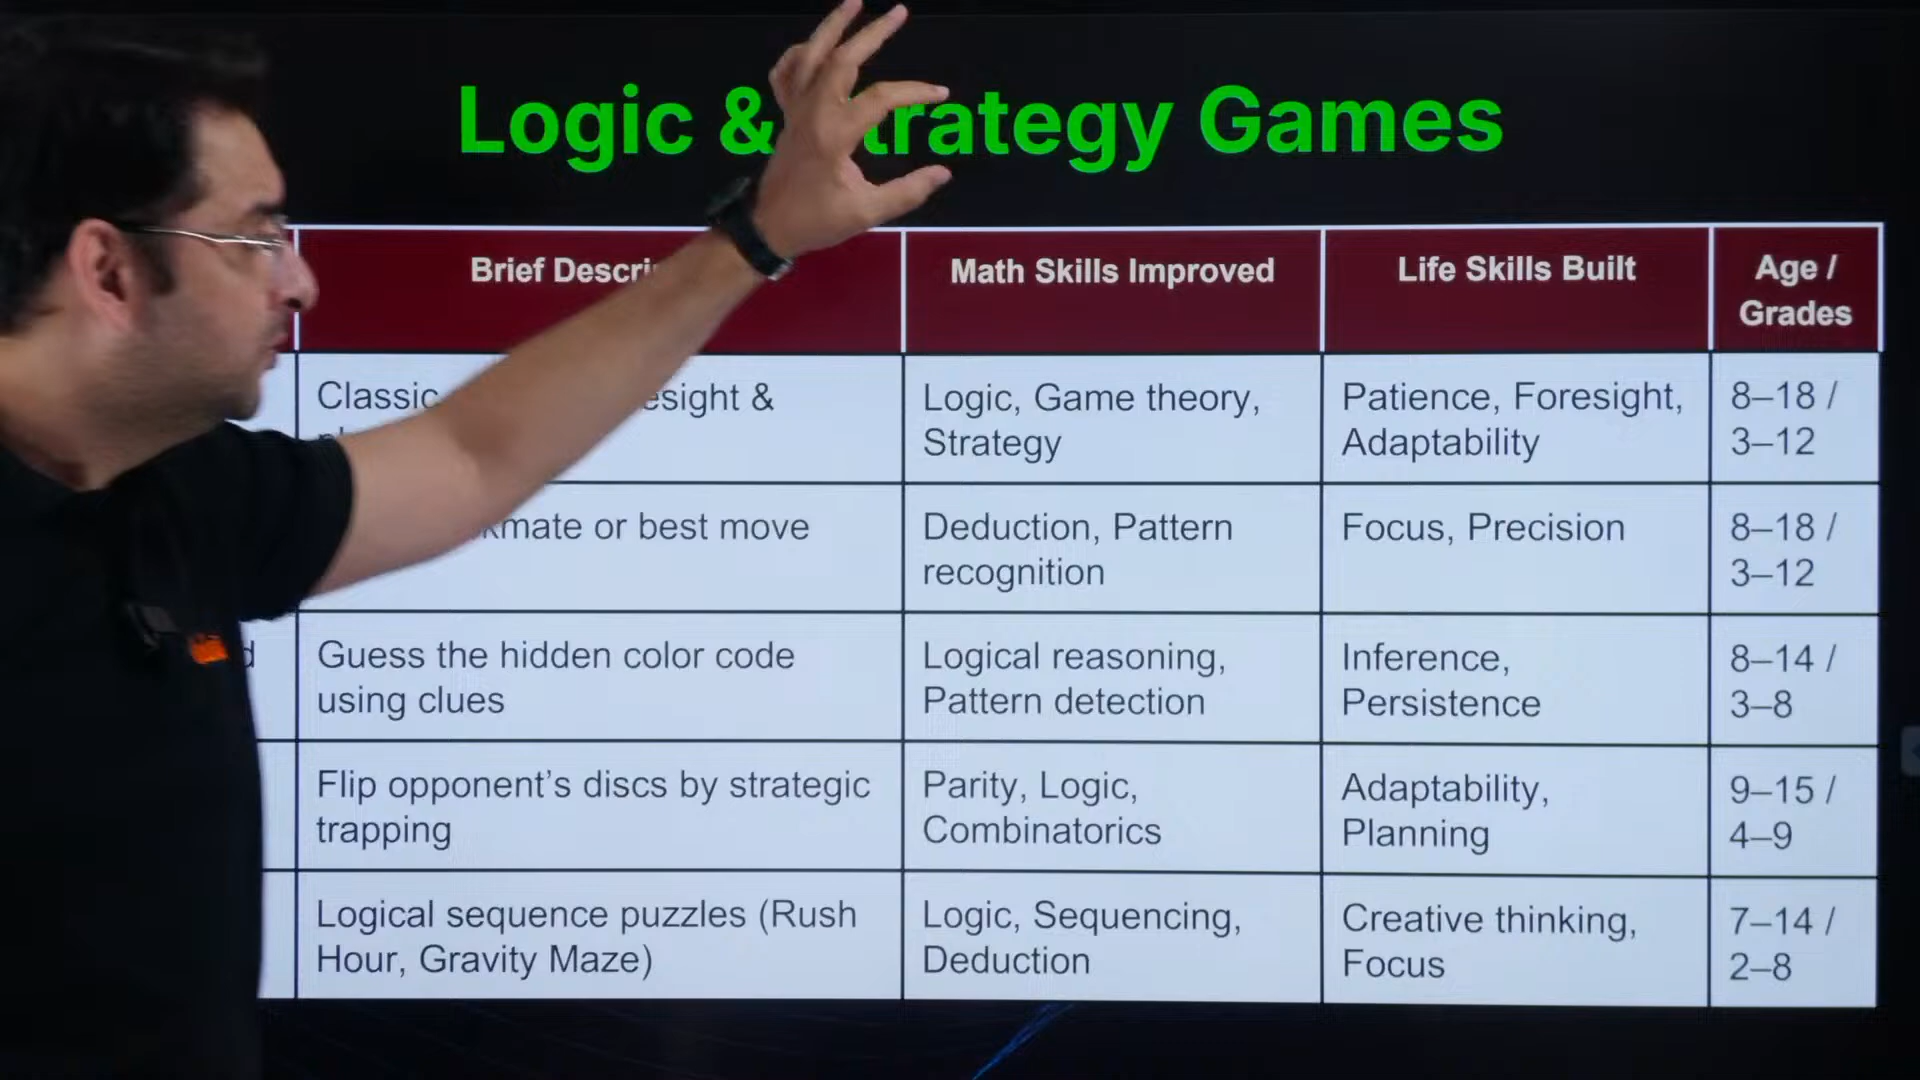 Logic & Strategy Games
Brief
Math Skills Improved
Life Skills Built
Age /
Grades
Classic &
Logic, Game theory,
Strategy
Patience, Foresight,
Adaptability
8–18 /
3–12
or best move
Deduction, Pattern
recognition
Focus, Precision
8–18 /
3–12
Guess the hidden color code
using clues
Logical reasoning,
Pattern detection
Inference,
Persistence
8–14 /
3–8
Flip opponent’s discs by strategic
trapping
Parity, Logic,
Combinatorics
Adaptability,
Planning
9–15 /
4–9
Logical sequence puzzles (Rush
Hour, Gravity Maze)
Logic, Sequencing,
Deduction
Creative thinking,
Focus
7–14 /
2–8